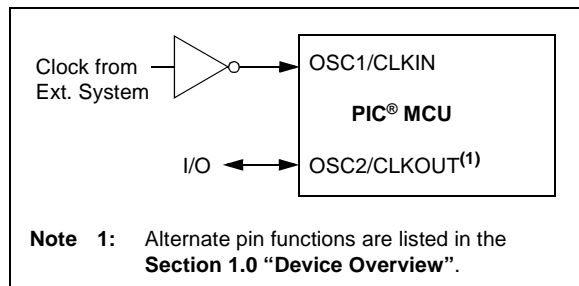 Clock from
Ext. System
OSC1/CLKIN
PIC® MCU
I/O
OSC2/CLKOUT(1)
Note 1: Alternate pin functions are listed in the
Section 1.0 “Device Overview”.